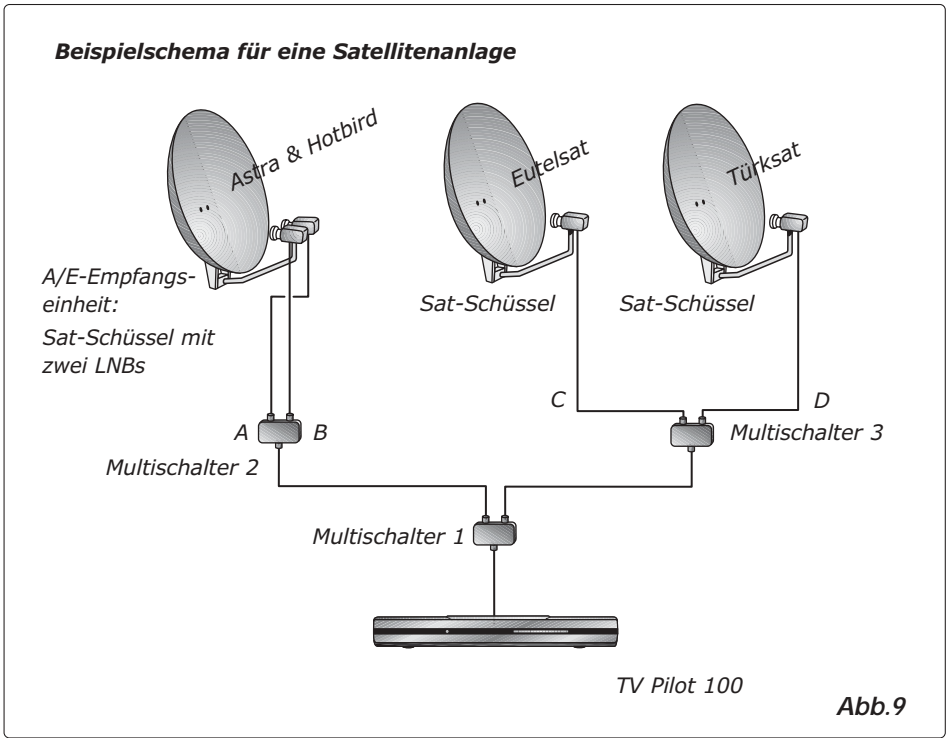 Beispielschema für eine Satellitenanlage
Astra & Hotbird
Eutelsat
Türksat
A/E-Empfangs-
einheit:
Sat-Schüssel mit
zwei LNBs
Sat-Schüssel
Sat-Schüssel
A
B
Multischalter 2
C
D
Multischalter 3
Multischalter 1
TV Pilot 100
Abb.9